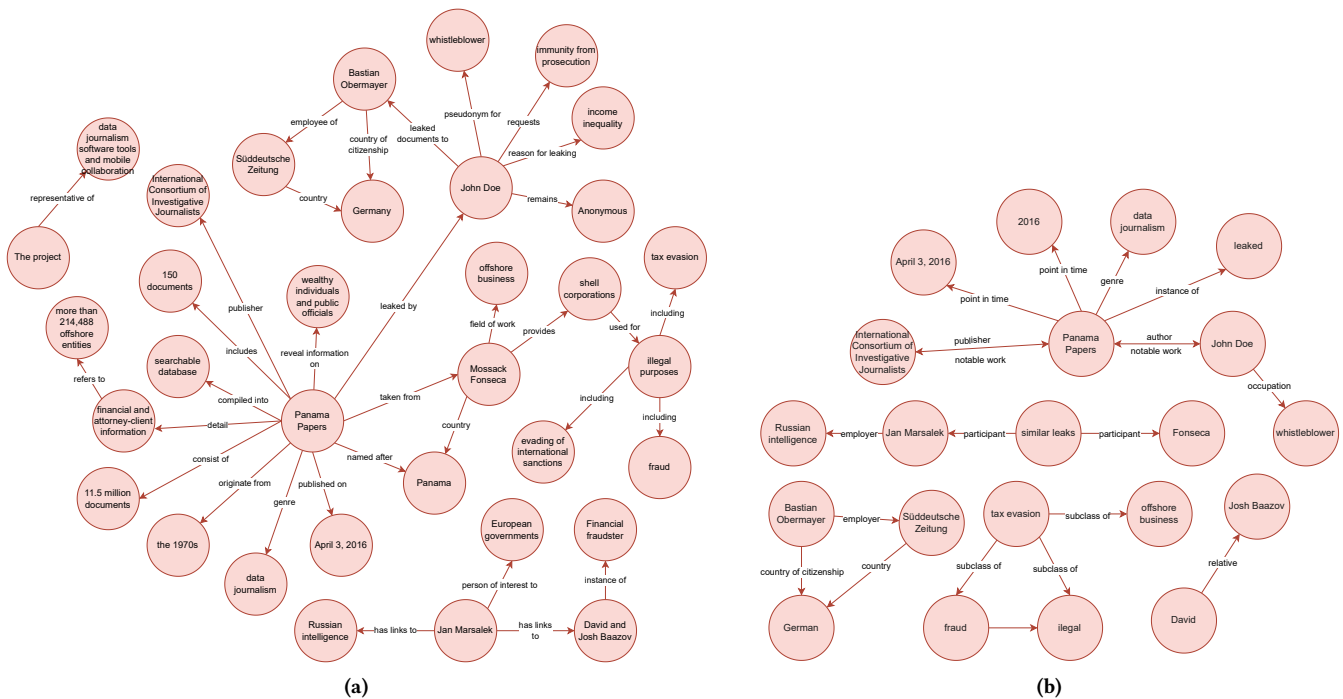 whistleblower
immunity from
prosecution
Bastian
Obermayer
pseudonym for
requests
income
inequality
employee of
leaked
documents to
country of
citizenship
reason for leaking
data
journalism
software tools
and mobile
collaboration
Süddeutsche
Zeitung
International
Consortium of
Investigative
Journalists
John Doe
representative of
country
Germany
remains
Anonymous
The project
150
documents
publisher
wealthy
individuals
and public
officials
leaked by
offshore
business
shell
corporations
tax evasion
more than
214,488
offshore
entities
includes
reveal information
on
field of work
provides
used for
including
searchable
database
refers to
compiled into
Mossack
Fonseca
illegal
purposes
financial and
attorney-client
information
detail
Panama
Papers
taken from
including
including
country
consist of
named after
evading of
international
sanctions
fraud
11.5 million
documents
originate from
published on
Panama
genre
the 1970s
April 3, 2016
European
governments
Financial
fraudster
data
journalism
person of interest to
instance of
Russian
intelligence
has links to
Jan Marsalek
has links
to
David and
Josh Baazov
(a)
2016
data
journalism
leaked
April 3, 2016
point in time
genre
point in time
instance of
International
Consortium of
Investigative
Journalists
publisher
notable work
Panama
Papers
author
notable work
John Doe
occupation
Russian
intelligence
employer
Jan Marsalek
participant
similar leaks
participant
Fonseca
whistleblower
Bastian
Obermayer
employer
Süddeutsche
Zeitung
tax evasion
subclass of
offshore
business
Josh Baazov
country of citizenship
country
subclass of
subclass of
relative
German
fraud
ilegal
David
(b)